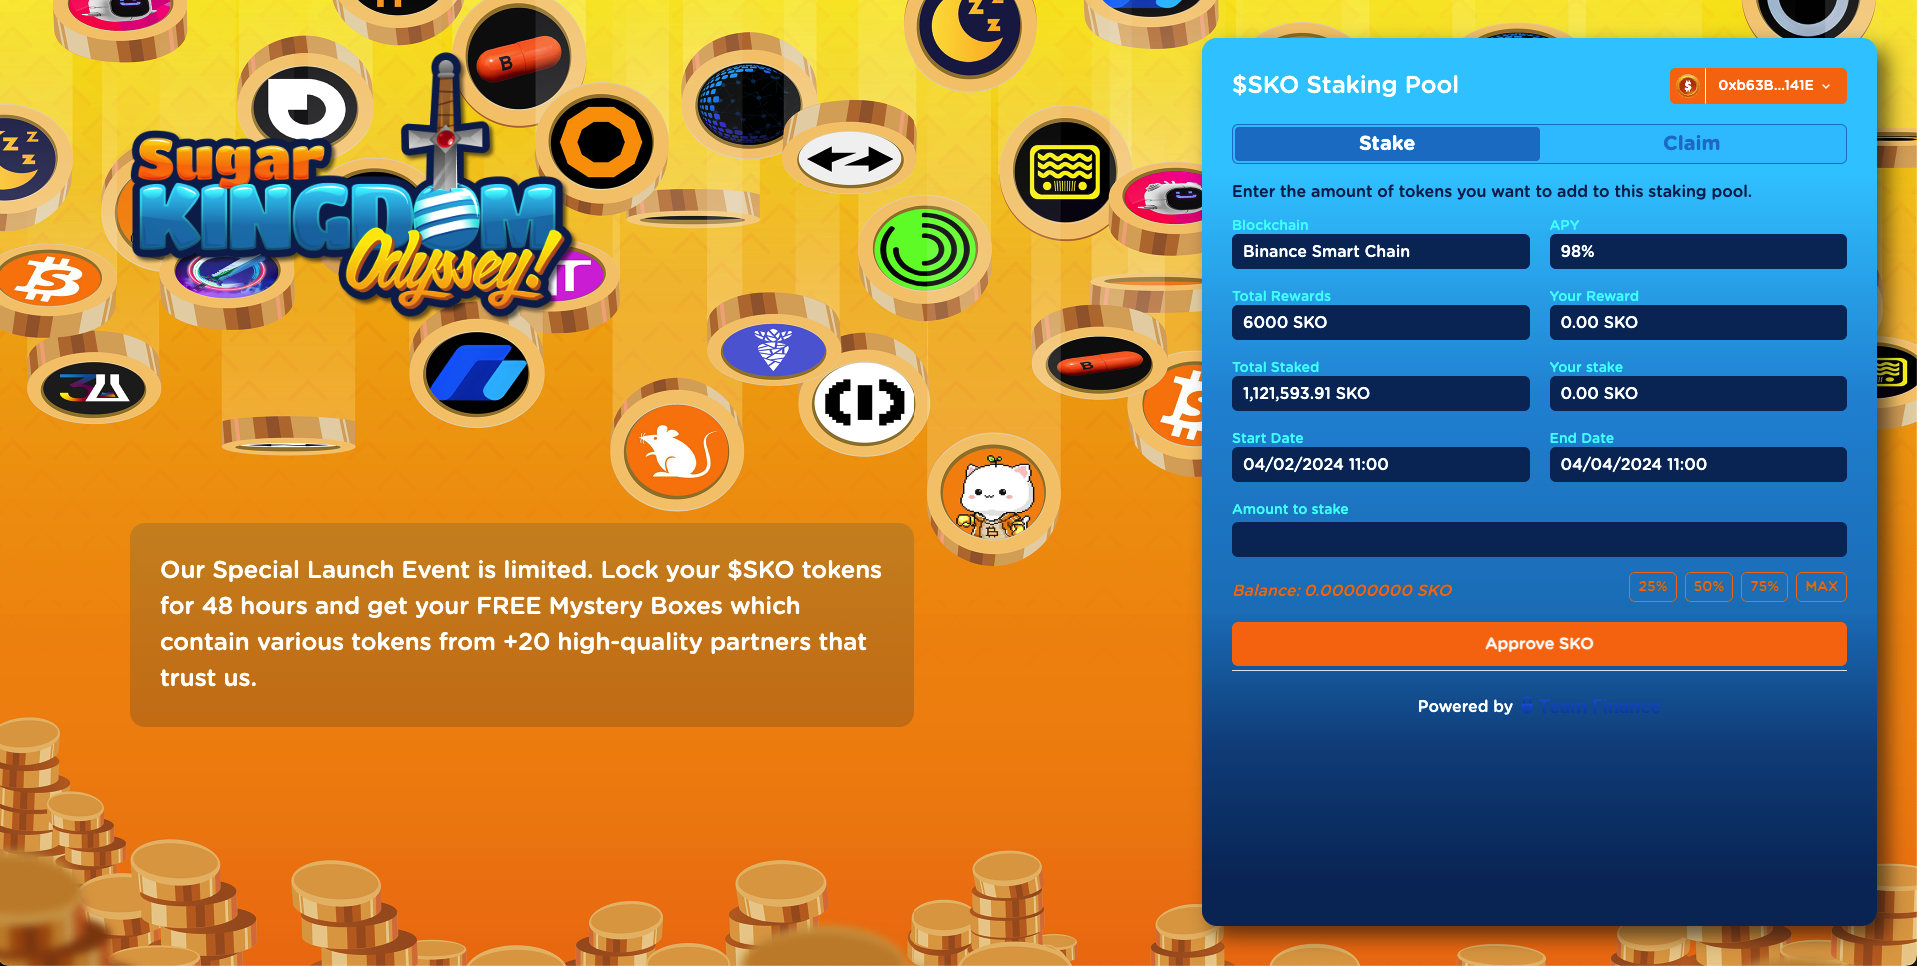 Sugar
KINGDOM
Odyssey!
Our Special Launch Event is limited. Lock your $SKO tokens
for 48 hours and get your FREE Mystery Boxes which
contain various tokens from +20 high-quality partners that
trust us.
$SKO Staking Pool
0xb63B...141E
Stake
Claim
Enter the amount of tokens you want to add to this staking pool.
Blockchain
APY
Binance Smart Chain
98%
Total Rewards
Your Reward
6000 SKO
0.00 SKO
Total Staked
Your stake
1,121,593.91 SKO
0.00 SKO
Start Date
End Date
04/02/2024 11:00
04/04/2024 11:00
Amount to stake
Balance: 0.00000000 SKO
25%
50%
75%
MAX
Approve SKO
Powered by Team Finance